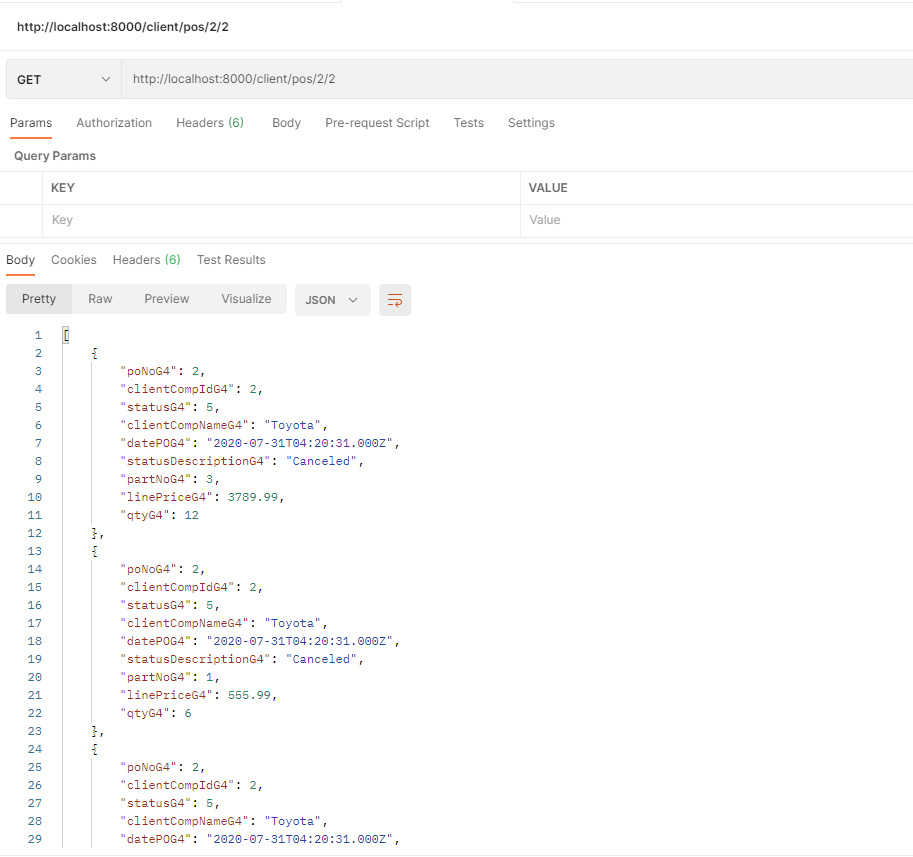 http://localhost:8000/client/pos/2/2
GET http://localhost:8000/client/pos/2/2
Params Authorization Headers (6) Body Pre-request Script Tests Settings
Query Params
KEY VALUE
Key Value
Body Cookies Headers (6) Test Results
Pretty Raw Preview Visualize JSON
1 [
2 {
3 "poNoG4": 2,
4 "clientCompIdG4": 2,
5 "statusG4": 5,
6 "clientCompNameG4": "Toyota",
7 "datePOG4": "2020-07-31T04:20:31.000Z",
8 "statusDescriptionG4": "Canceled",
9 "partNoG4": 3,
10 "linePriceG4": 3789.99,
11 "qtyG4": 12
12 },
13 {
14 "poNoG4": 2,
15 "clientCompIdG4": 2,
16 "statusG4": 5,
17 "clientCompNameG4": "Toyota",
18 "datePOG4": "2020-07-31T04:20:31.000Z",
19 "statusDescriptionG4": "Canceled",
20 "partNoG4": 1,
21 "linePriceG4": 555.99,
22 "qtyG4": 6
23 },
24 {
25 "poNoG4": 2,
26 "clientCompIdG4": 2,
27 "statusG4": 5,
28 "clientCompNameG4": "Toyota",
29 "datePOG4": "2020-07-31T04:20:31.000Z",